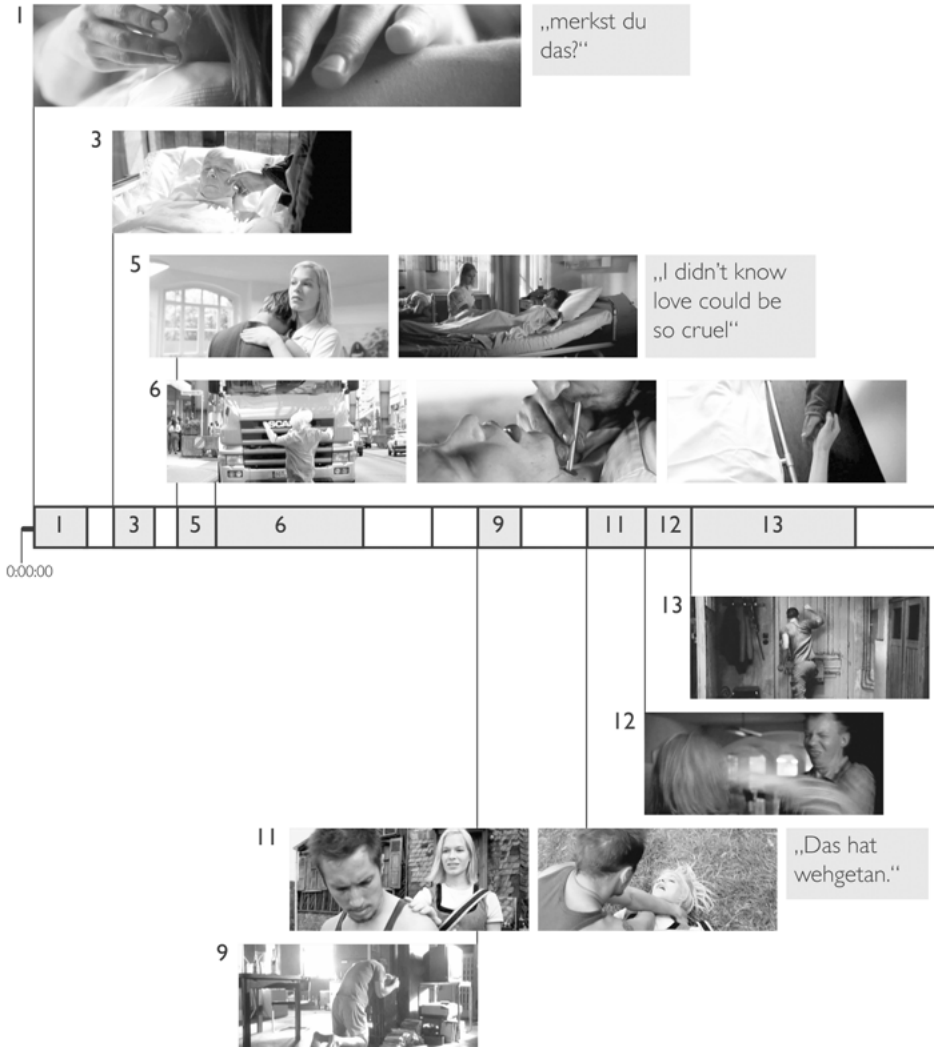 1
„merkst du
das?“
3
5
„I didn't know
love could be
so cruel“
6
SCANIA
1 3 5 6 9 11 12 13
0:00:00
13
12
11
„Das hat
wehgetan.“
9